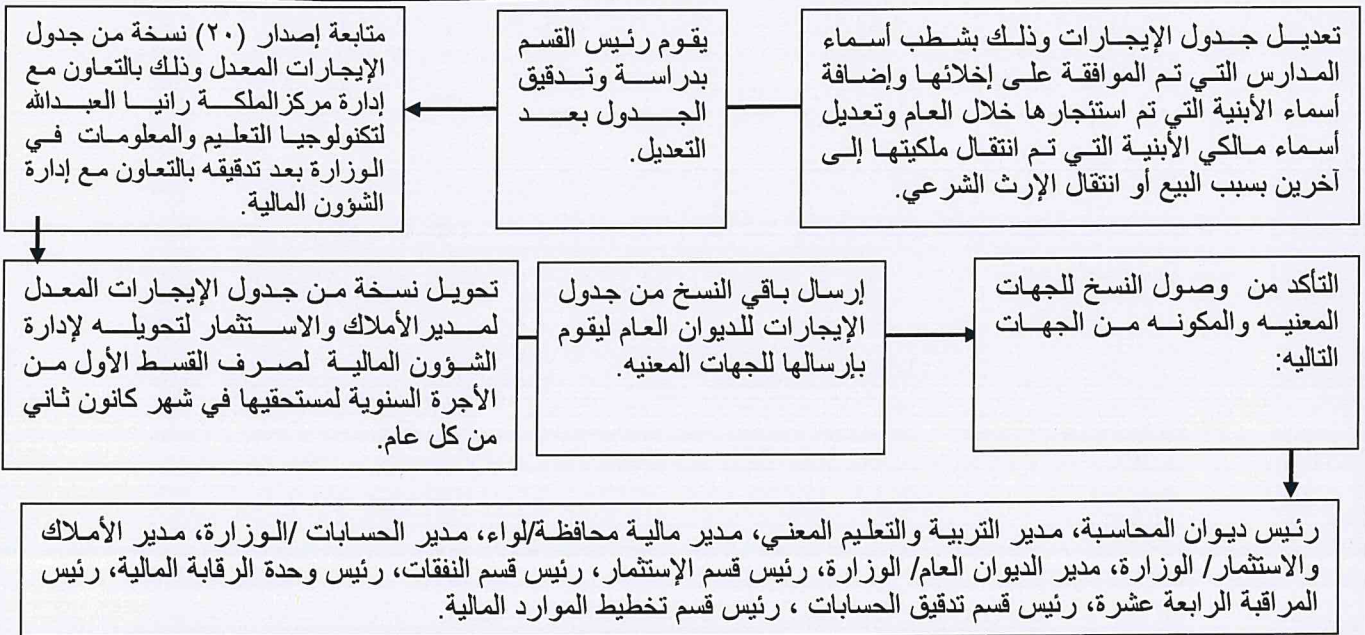 تعديل جدول الإيجارات وذلك بشطب أسماء
المدارس التي تم الموافقة على إخلائها وإضافة
أسماء الأبنية التي تم استئجارها خلال العام وتعديل
أسماء مالكي الأبنية التي تم انتقال ملكيتها إلى
آخرين بسبب البيع أو انتقال الإرث الشرعي.
يقوم رئيس القسم
بدراسة وتدقيق
الجدول بعد
التعديل.
متابعة إصدار (٢٠) نسخة من جدول
الإيجارات المعدل وذلك بالتعاون مع
إدارة مركز الملكة رانيا العبدالله
لتكنولوجيا التعليم والمعلومات في
الوزارة بعد تدقيقه بالتعاون مع إدارة
الشؤون المالية.
تحويل نسخة من جدول الإيجارات المعدل
لمدير الأملاك والاستثمار لتحويله لإدارة
الشؤون المالية لصرف القسط الأول من
الأجرة السنوية لمستحقيها في شهر كانون ثاني
من كل عام.
إرسال باقي النسخ من جدول
الإيجارات للديوان العام ليقوم
بإرسالها للجهات المعنيه.
التأكد من وصول النسخ للجهات
المعنيه والمكونه من الجهات
التاليه:
رئيس ديوان المحاسبة، مدير التربية والتعليم المعني، مدير مالية محافظة/لواء، مدير الحسابات /الوزارة، مدير الأملاك
والاستثمار/ الوزارة، مدير الديوان العام/ الوزارة، رئيس قسم الإستثمار، رئيس قسم النفقات، رئيس وحدة الرقابة المالية، رئيس
المراقبة الرابعة عشرة، رئيس قسم تدقيق الحسابات ، رئيس قسم تخطيط الموارد المالية.